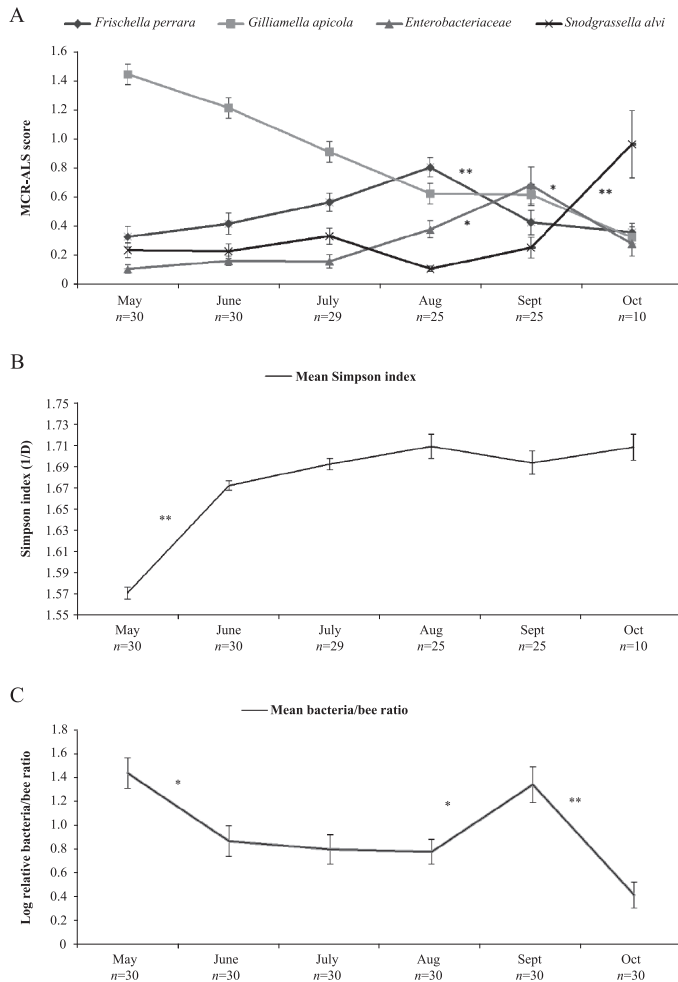 A
Frischella perrara Gilliamella apicola Enterobacteriaceae Snodgrassella alvi
MCR-ALS score
1.6
1.4
1.2
1.0
0.8
0.6
0.4
0.2
0
**
*
*
**
May June July Aug Sept Oct
n=30 n=30 n=29 n=25 n=25 n=10
B
Mean Simpson index
Simpson index (1/D)
1.75
1.73
1.71
1.69
1.67
1.65
1.63
1.61
1.59
1.57
1.55
**
May June July Aug Sept Oct
n=30 n=30 n=29 n=25 n=25 n=10
C
Mean bacteria/bee ratio
Log relative bacteria/bee ratio
1.8
1.6
1.4
1.2
1.0
0.8
0.6
0.4
0.2
0
*
*
**
May June July Aug Sept Oct
n=30 n=30 n=30 n=30 n=30 n=30